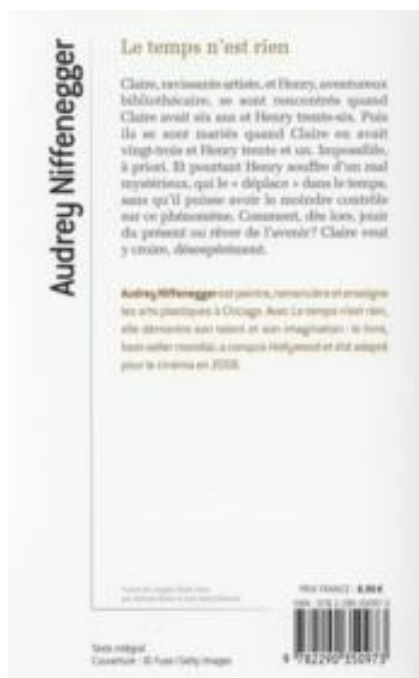 Audrey Niffenegger
Le temps n'est rien
Claire, ravissante artiste, et Henry, aventureux
bibliothécaire, se sont rencontrés quand
Claire avait six ans et Henry trente-six. Puis
ils se sont mariés quand Claire en avait
vingt-trois et Henry trente et un. Impossible,
à priori. Et pourtant Henry souffre d'un mal
mystérieux, qui le « déplace » dans le temps,
sans qu'il puisse avoir le moindre contrôle
sur ce phénomène. Comment, dès lors, jouir
du présent ou rêver de l'avenir ? Claire veut
y croire, désespérément.
Audrey Niffenegger est peintre, romancière et enseigne
les arts plastiques à Chicago. Avec Le temps n'est rien,
elle démontre son talent et son imagination : le livre,
best-seller mondial, a conquis Hollywood et été adapté
pour le cinéma en
PRIX FRANCE
Texte intégral
Couverture : © Fuse / Getty Images
9 782290 350973